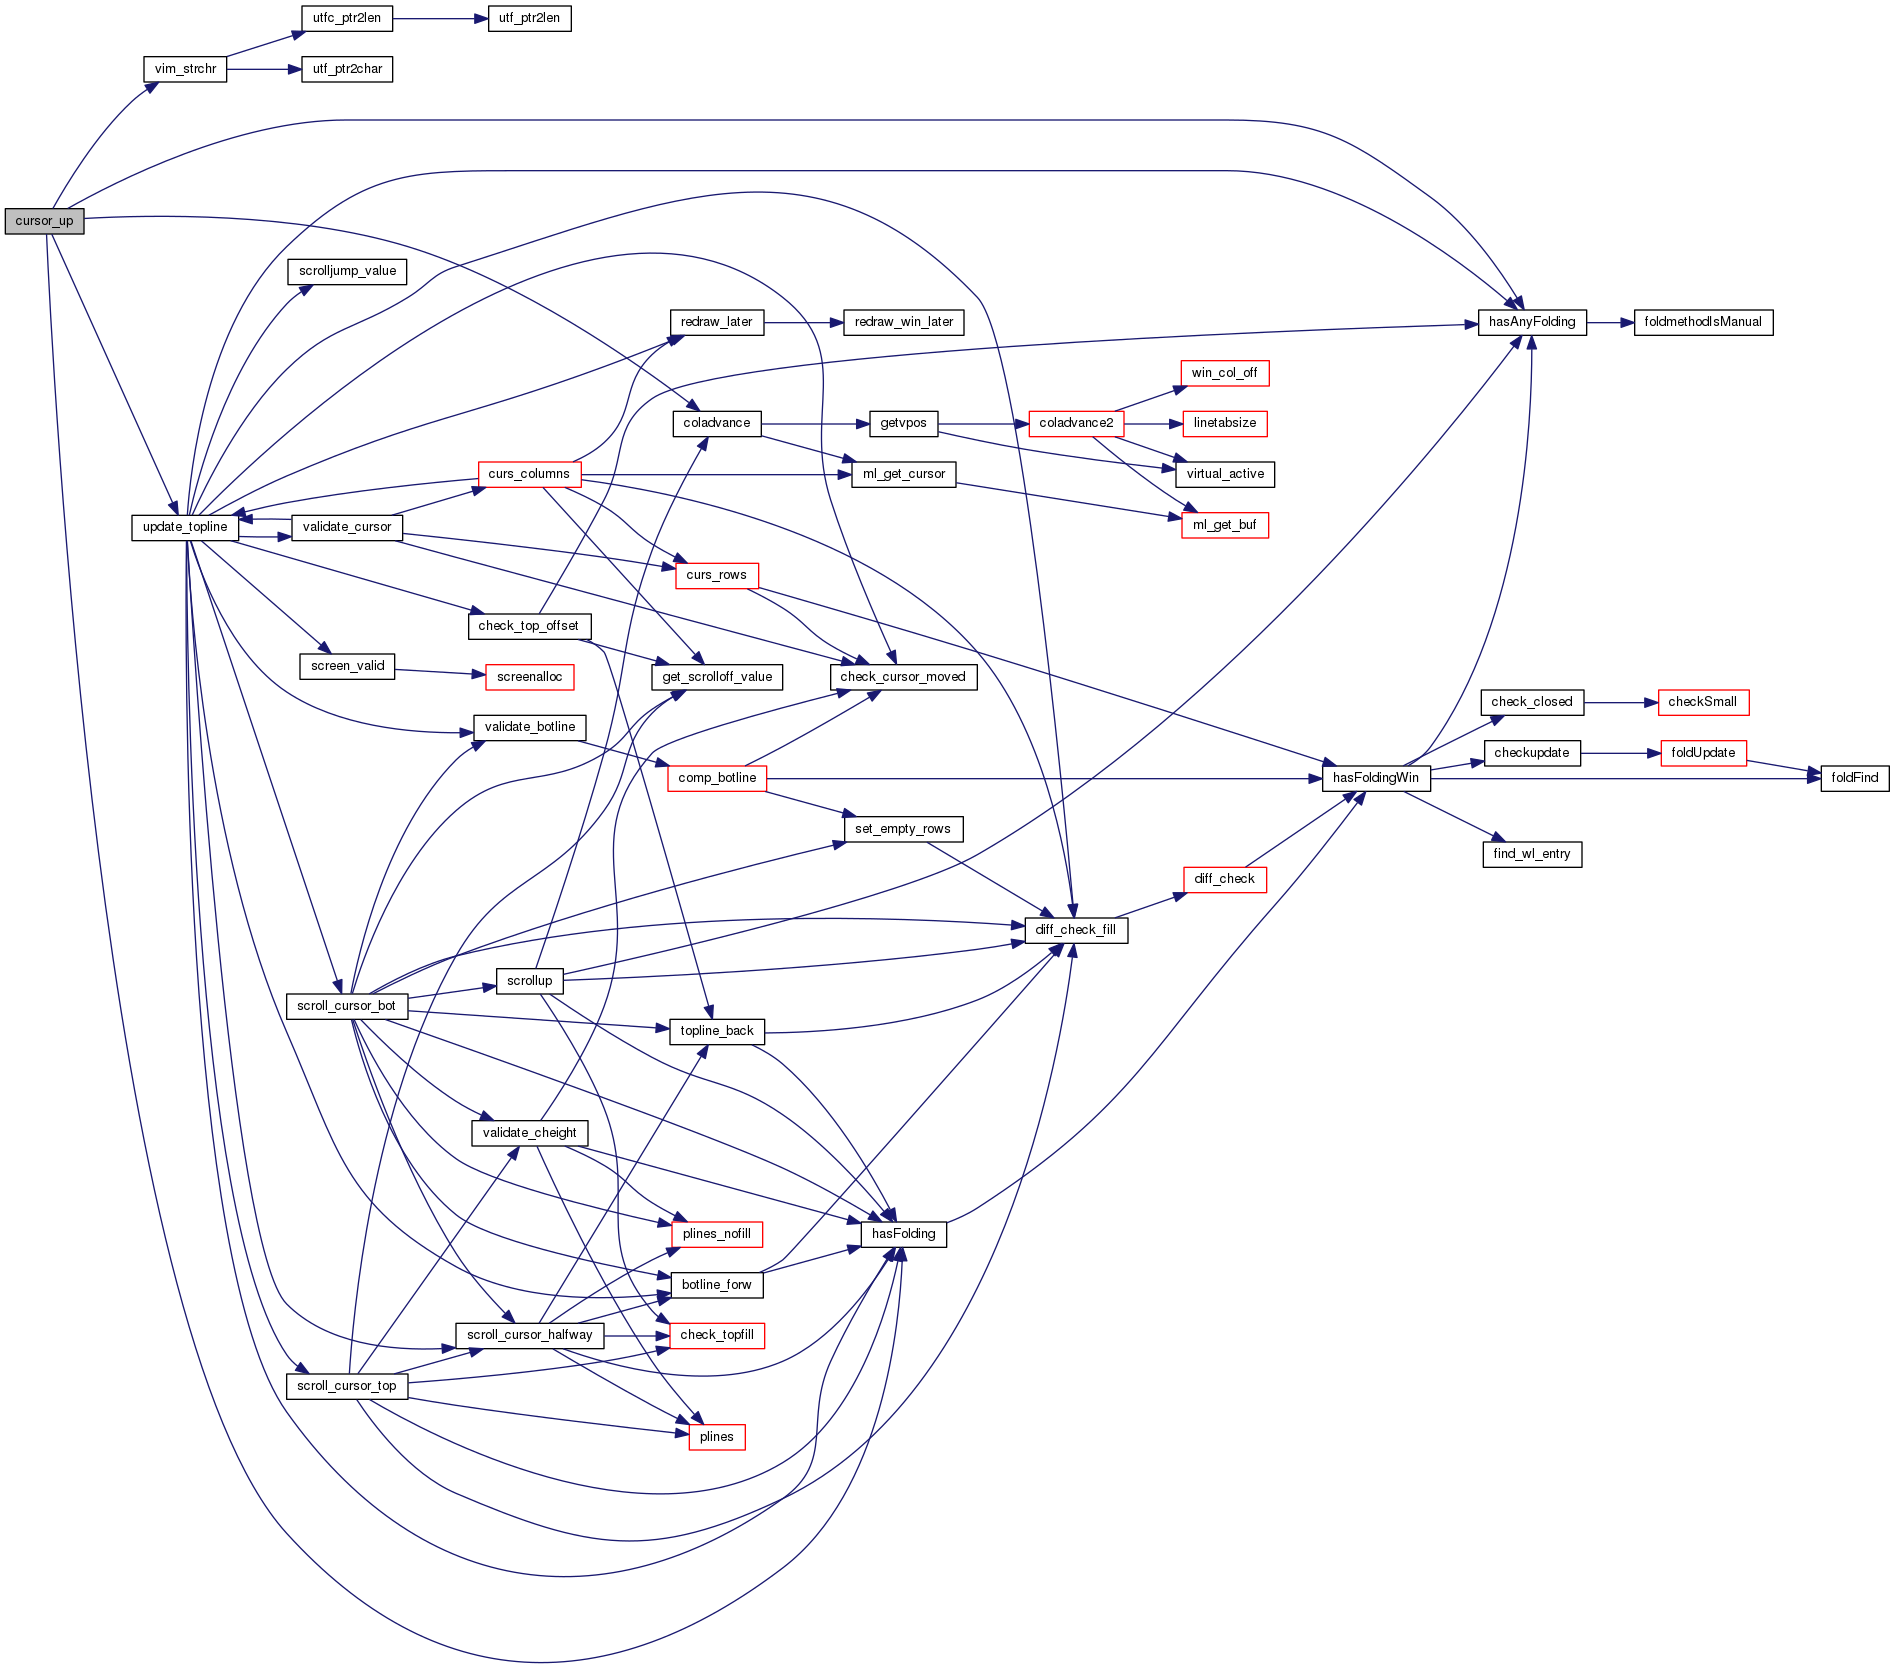 utfc_ptr2len
utf_ptr2len
vim_strchr
utf_ptr2char
cursor_up
scrolljump_value
redraw_later
redraw_win_later
hasAnyFolding
foldmethodIsManual
win_col_off
coladvance
getvpos
coladvance2
linetabsize
curs_columns
ml_get_cursor
virtual_active
update_topline
validate_cursor
ml_get_buf
curs_rows
check_top_offset
screen_valid
screenalloc
get_scrolloff_value
check_cursor_moved
check_closed
checkSmall
validate_botline
checkupdate
foldUpdate
comp_botline
hasFoldingWin
foldFind
set_empty_rows
find_wl_entry
diff_check
diff_check_fill
scrollup
scroll_cursor_bot
topline_back
validate_cheight
plines_nofill
hasFolding
botline_forw
scroll_cursor_halfway
check_topfill
scroll_cursor_top
plines